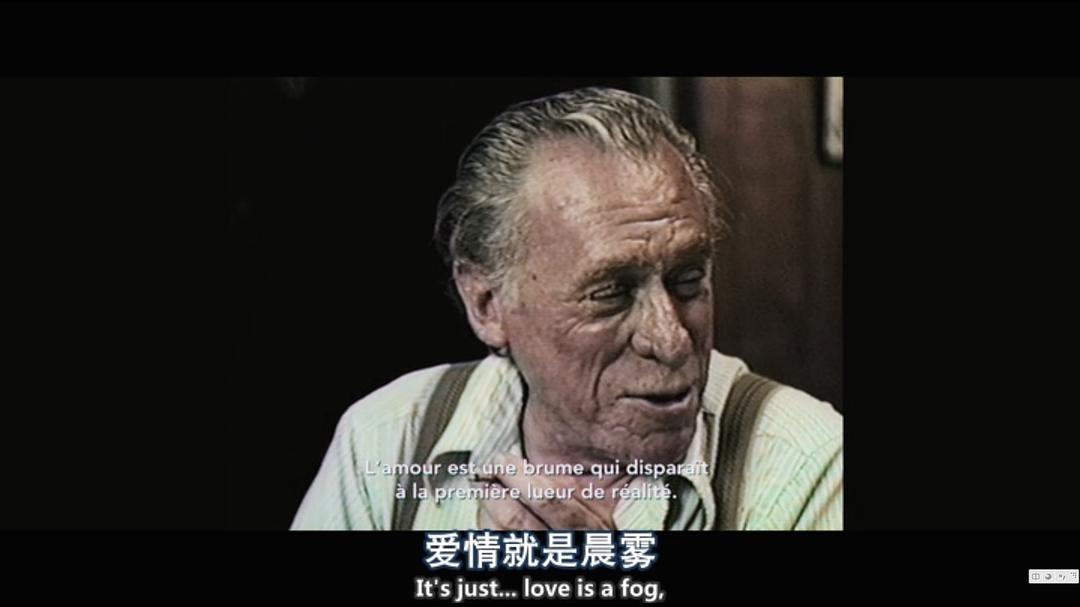 L'amour est une brume qui disparaît
à la première lueur de réalité.
爱情就是晨雾
It's just... love is a fog,